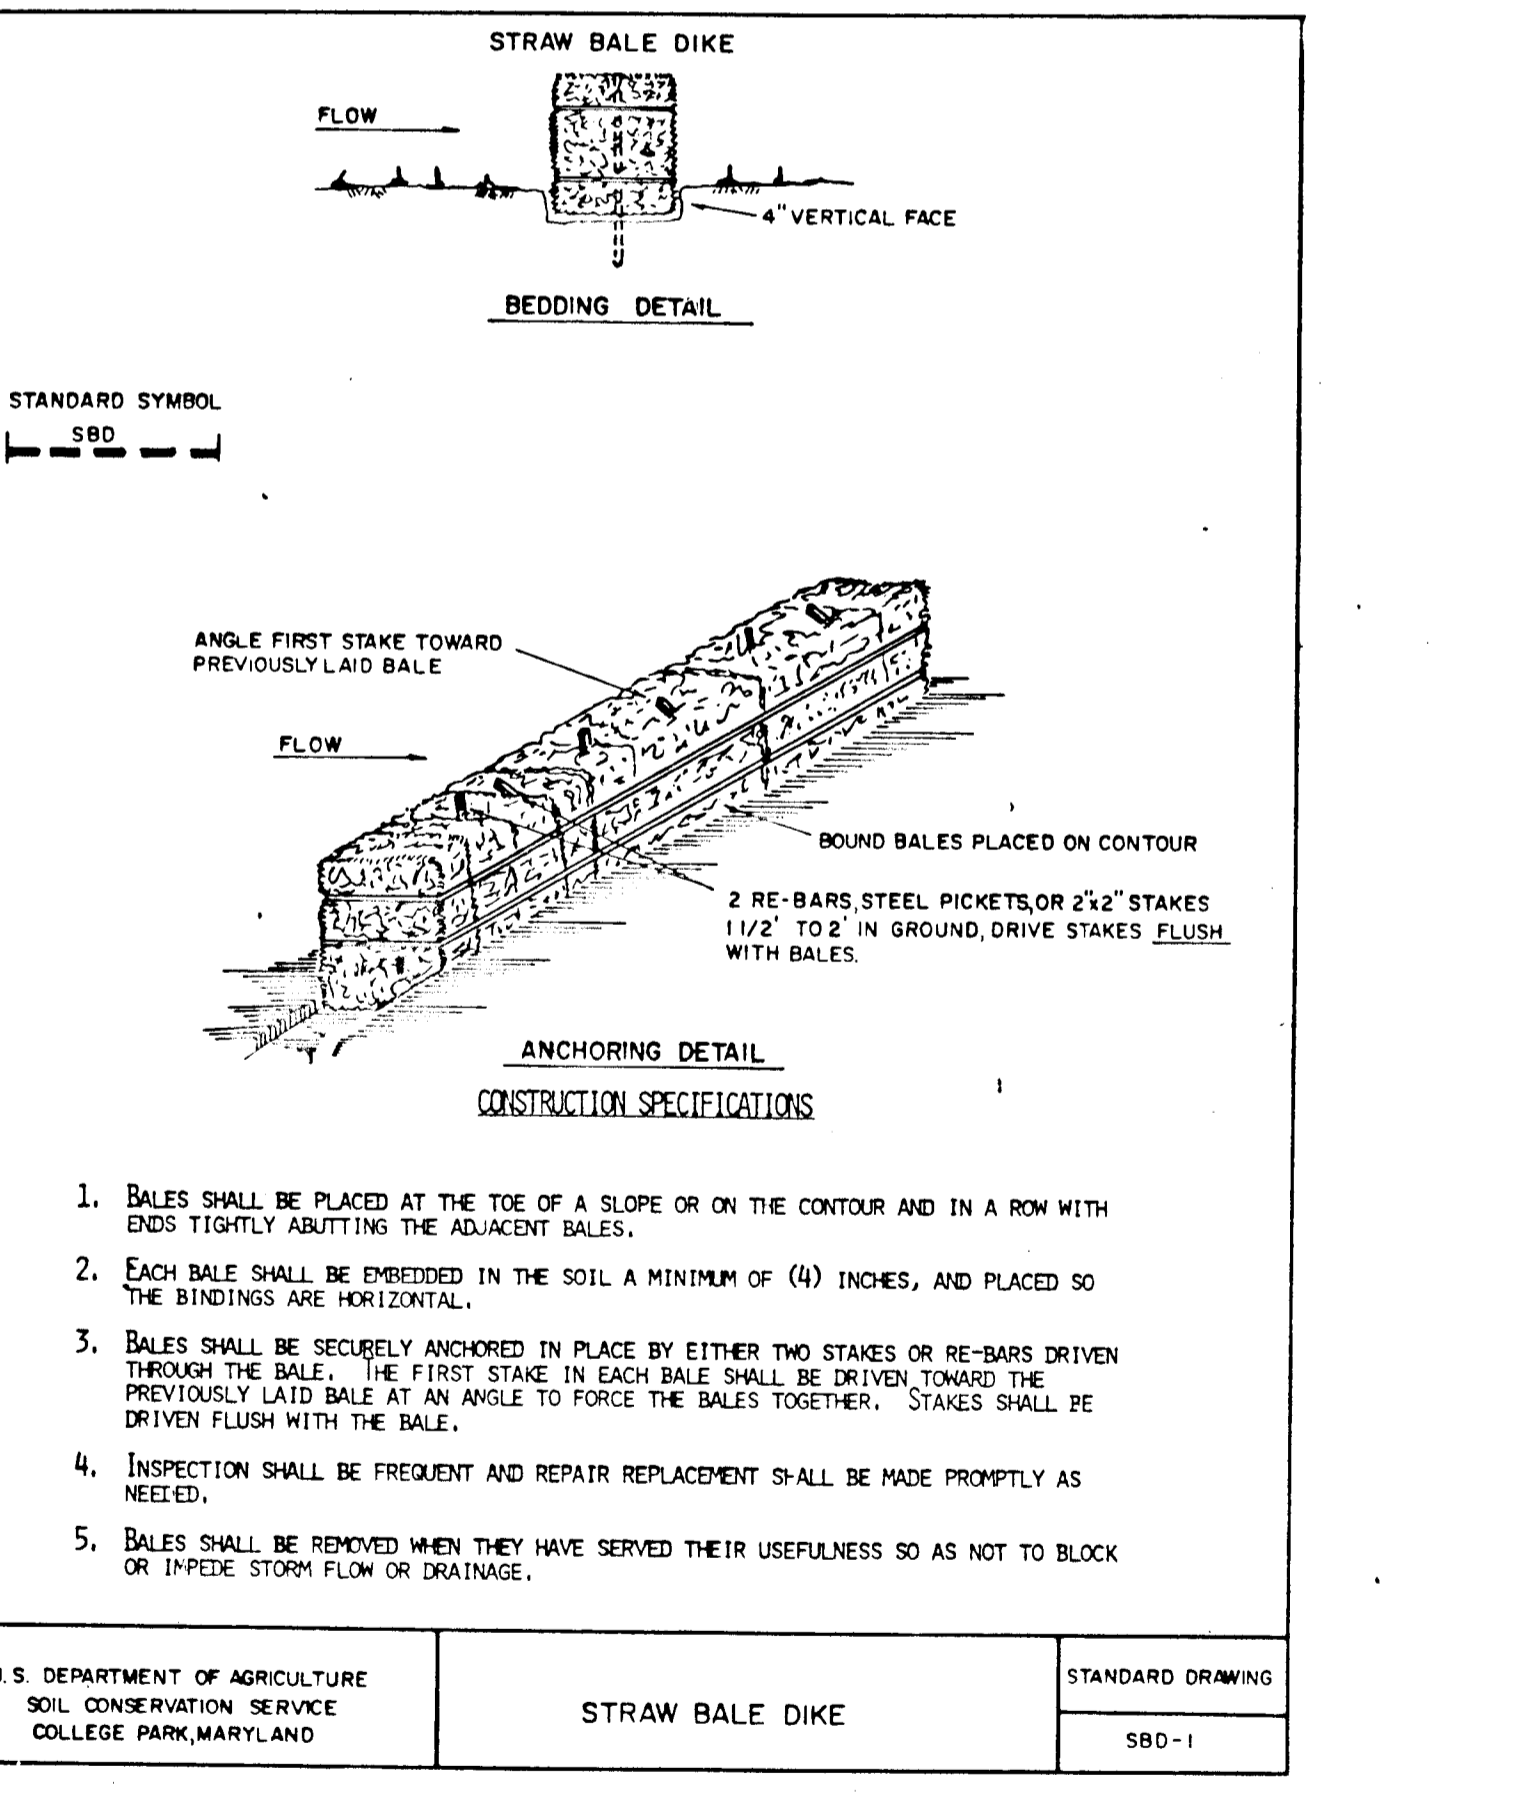 STRAW BALE DIKE
FLOW
4" VERTICAL FACE
BEDDING DETAIL
STANDARD SYMBOL
SBD
ANGLE FIRST STAKE TOWARD
PREVIOUSLY LAID BALE
FLOW
BOUND BALES PLACED ON CONTOUR
2 RE-BARS, STEEL PICKETS, OR 2"x2" STAKES
1 1/2' TO 2' IN GROUND, DRIVE STAKES FLUSH
WITH BALES.
ANCHORING DETAIL
CONSTRUCTION SPECIFICATIONS
1. BALES SHALL BE PLACED AT THE TOE OF A SLOPE OR ON THE CONTOUR AND IN A ROW WITH
ENDS TIGHTLY ABUTTING THE ADJACENT BALES.
2. EACH BALE SHALL BE EMBEDDED IN THE SOIL A MINIMUM OF (4) INCHES, AND PLACED SO
THE BINDINGS ARE HORIZONTAL.
3. BALES SHALL BE SECURELY ANCHORED IN PLACE BY EITHER TWO STAKES OR RE-BARS DRIVEN
THROUGH THE BALE. THE FIRST STAKE IN EACH BALE SHALL BE DRIVEN TOWARD THE
PREVIOUSLY LAID BALE AT AN ANGLE TO FORCE THE BALES TOGETHER. STAKES SHALL BE
DRIVEN FLUSH WITH THE BALE.
4. INSPECTION SHALL BE FREQUENT AND REPAIR REPLACEMENT SHALL BE MADE PROMPTLY AS
NEEDED.
5. BALES SHALL BE REMOVED WHEN THEY HAVE SERVED THEIR USEFULNESS SO AS NOT TO BLOCK
OR IMPEDE STORM FLOW OR DRAINAGE.
.S. DEPARTMENT OF AGRICULTURE
SOIL CONSERVATION SERVICE
COLLEGE PARK, MARYLAND
STRAW BALE DIKE
STANDARD DRAWING
SBD-1